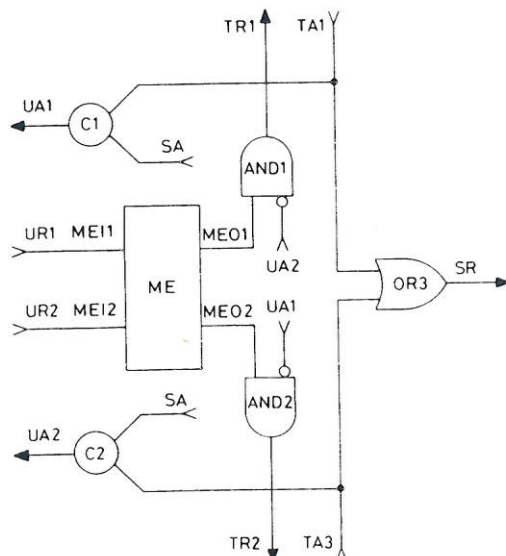 TR1
TA1
UA1
C1
SA
AND1
UR1
MEI1
MEO1
UA2
ME
OR3
SR
UR2
MEI2
MEO2
UA1
SA
AND2
UA2
C2
TR2
TA3